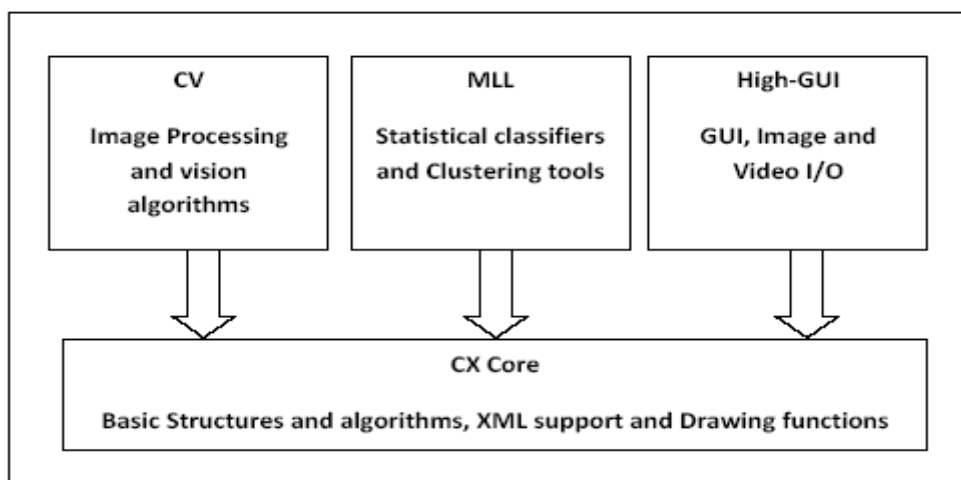 CV
Image Processing
and vision
algorithms
MLL
Statistical classifiers
and Clustering tools
High-GUI
GUI, Image and
Video I/O
CX Core
Basic Structures and algorithms, XML support and Drawing functions